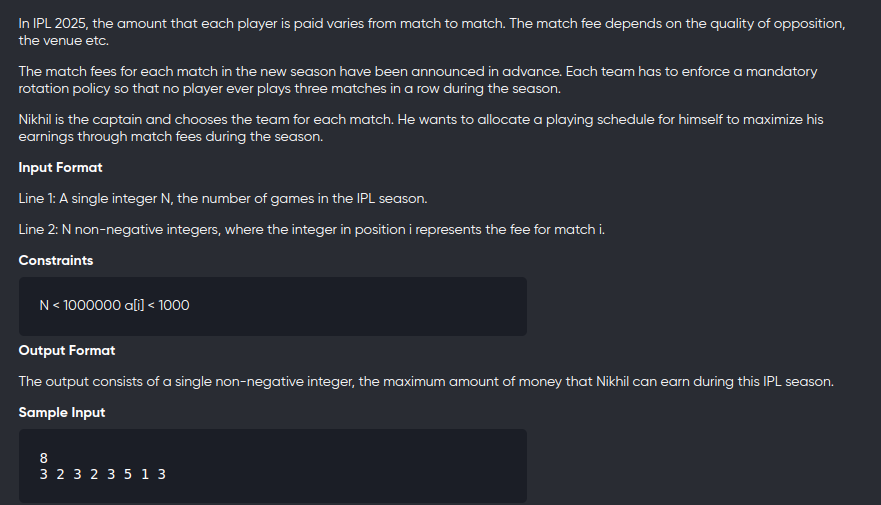 In IPL 2025, the amount that each player is paid varies from match to match. The match fee depends on the quality of opposition,
the venue etc.
The match fees for each match in the new season have been announced in advance. Each team has to enforce a mandatory
rotation policy so that no player ever plays three matches in a row during the season.
Nikhil is the captain and chooses the team for each match. He wants to allocate a playing schedule for himself to maximize his
earnings through match fees during the season.
Input Format
Line 1: A single integer N, the number of games in the IPL season.
Line 2: N non-negative integers, where the integer in position i represents the fee for match i.
Constraints
N < 1000000 a[i] < 1000
Output Format
The output consists of a single non-negative integer, the maximum amount of money that Nikhil can earn during this IPL season.
Sample Input
8
3 2 3 2 3 5 1 3